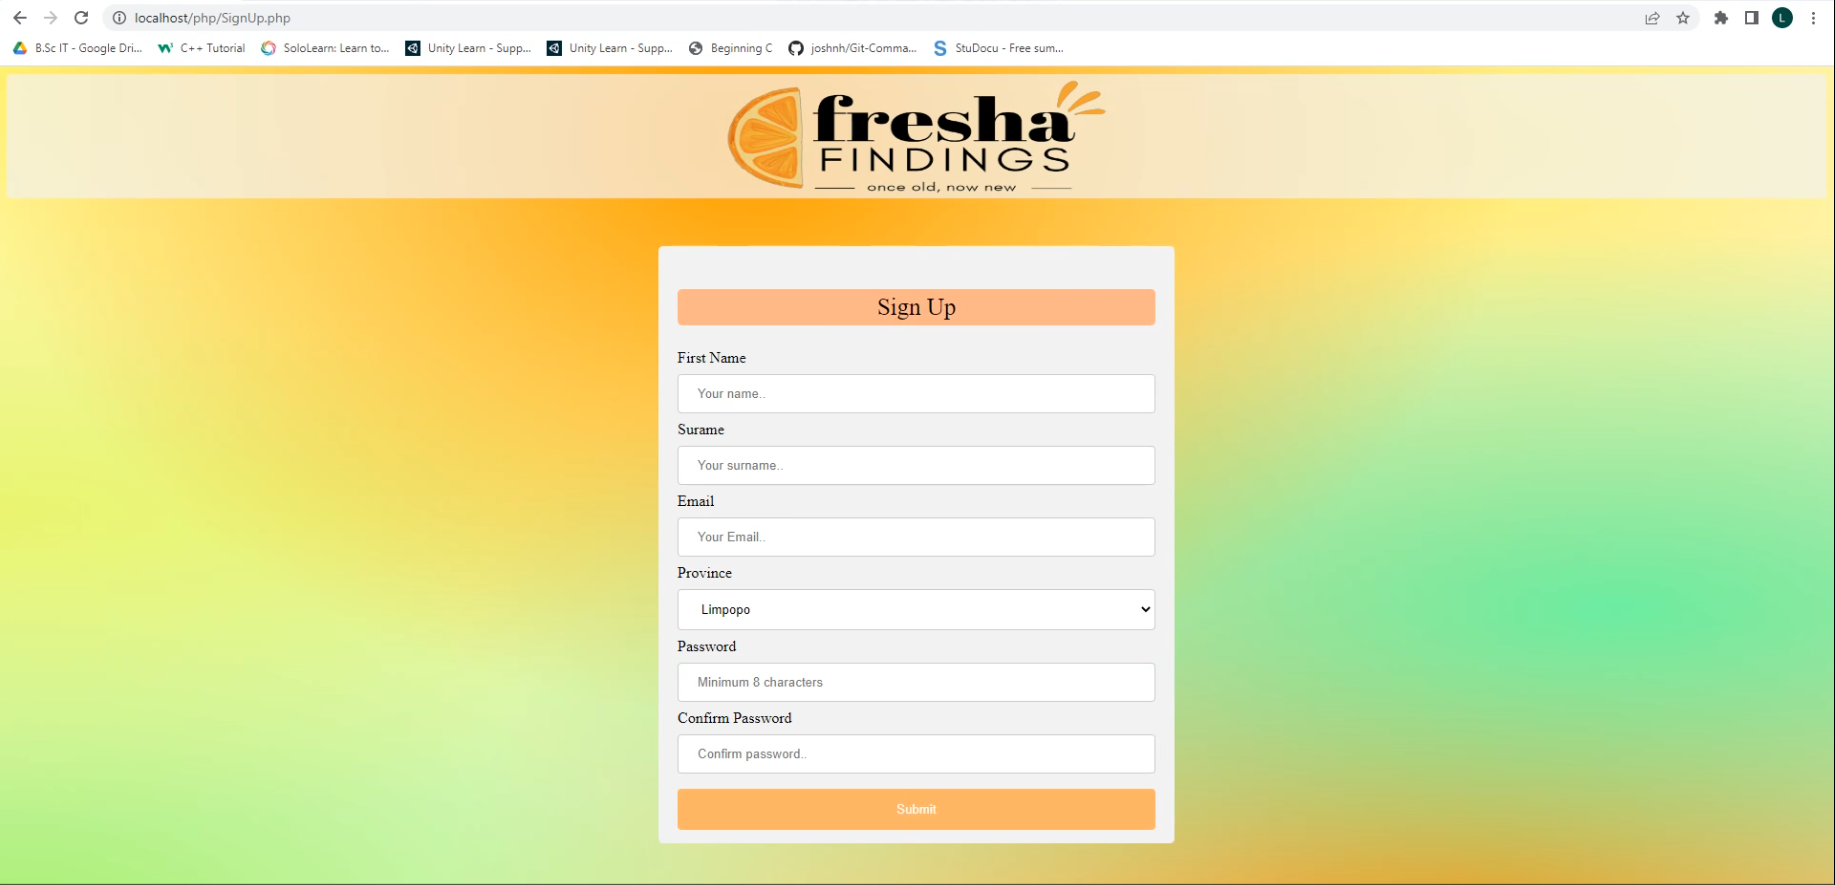 localhost/php/SignUp.php
B.Sc IT - Google Dri... C++ Tutorial SoloLearn: Learn to... Unity Learn - Supp... Unity Learn - Supp... Beginning C joshnh/Git-Comma... StuDocu - Free sum...
L
fresha
FINDINGS
once old, now new
Sign Up
First Name
Your name..
Surame
Your surname..
Email
Your Email..
Province
Limpopo
Password
Minimum 8 characters
Confirm Password
Confirm password..
Submit